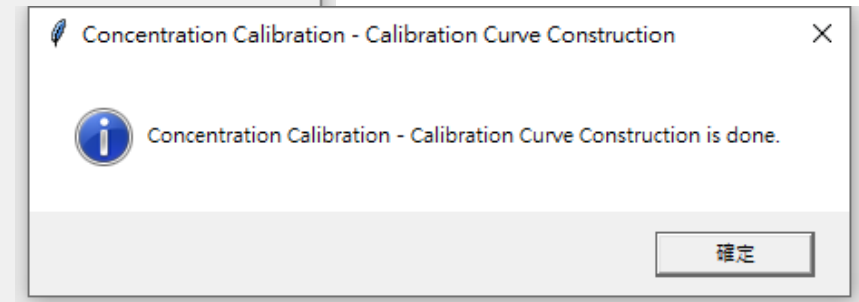 Concentration Calibration - Calibration Curve Construction
Concentration Calibration - Calibration Curve Construction is done.
確定